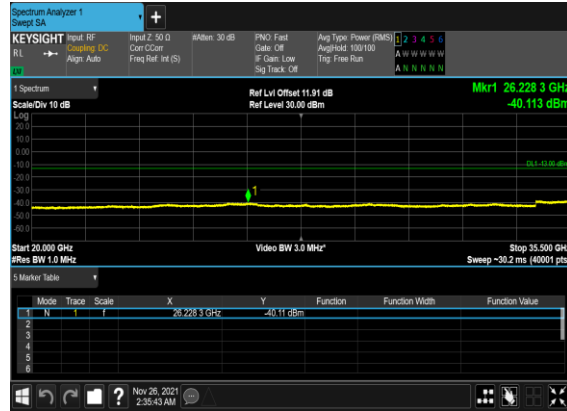 Spectrum Analyzer 1
Swept SA
+
KEYSIGHT
RL
Input: RF
Coupling: DC
Align: Auto
Input Z: 50 Ω
Corr CCorr
Freq Ref: Int (S)
#Atten: 30 dB
PNO: Fast
Gate: Off
IF Gain: Low
Sig Track: Off
Avg Type: Power (RMS)
Avg|Hold: 100/100
Trig: Free Run
1 2 3 4 5 6
A W W W W W
A N N N N N
1 Spectrum
Scale/Div 10 dB
Ref Lvl Offset 11.91 dB
Ref Level 30.00 dBm
Mkr1 26.228 3 GHz
-40.113 dBm
Log
20.0
10.0
0.00
-10.0
-20.0
-30.0
-40.0
-50.0
-60.0
DL1 -13.00 dBm
1
Start 20.000 GHz
#Res BW 1.0 MHz
Video BW 3.0 MHz*
Stop 35.500 GHz
Sweep ~30.2 ms (40001 pts)
5 Marker Table
Mode Trace Scale X Y Function Function Width Function Value
1 N 1 f 26.228 3 GHz -40.11 dBm
2
3
4
5
6
?
Nov 26, 2021
2:35:43 AM